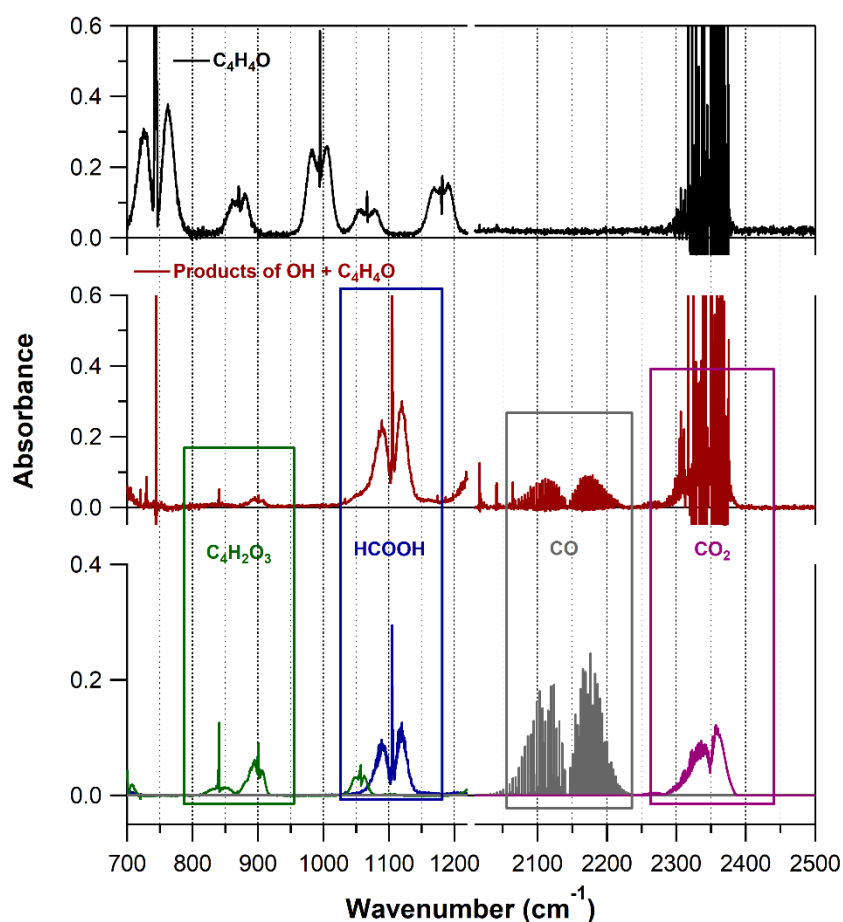 0.6
C₄H₄O
0.4
0.2
0.0
Products of OH + C₄H₄O
0.6
0.4
0.2
0.0
Absorbance
C₄H₂O₃ HCOOH CO CO₂
0.4
0.2
0.0
700 800 900 1000 1100 1200 2100 2200 2300 2400 2500
Wavenumber (cm⁻¹)